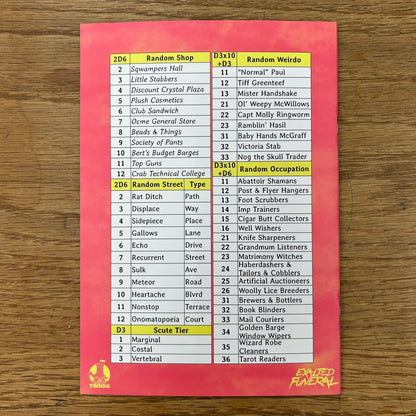 2D6 Random Shop
2 Sqwampers Hall
3 Little Stabbers
4 Discount Crystal Plaza
5 Plush Cosmetics
6 Club Sandwich
7 Ocme General Store
8 Beads & Things
9 Society of Pants
10 Bert's Budget Barges
11 Top Guns
12 Crab Technical College
2D6 Random Street Type
2 Rat Ditch Path
3 Displace Way
4 Sidepiece Place
5 Gallows Lane
6 Echo Drive
7 Recurrent Street
8 Sulk Ave
9 Meteor Road
10 Heartache Blvrd
11 Nonstop Terrace
12 Onomatopoeia Court
D3 Scute Tier
1 Marginal
2 Costal
3 Vertebral
D3x10
+D3 Random Weirdo
11 "Normal" Paul
12 Tiff Greenteef
13 Mister Handshake
21 Ol' Weepy McWillows
22 Capt Molly Ringworm
23 Ramblin' Hasil
31 Baby Hands McGraff
32 Victoria Stab
33 Nog the Skull Trader
D3x10
+D6 Random Occupation
11 Abattoir Shamans
12 Post & Flyer Hangers
13 Foot Scrubbers
14 Imp Trainers
15 Cigar Butt Collectors
16 Well Wishers
21 Knife Sharpeners
22 Grandmum Listeners
23 Matrimony Witches
24 Haberdashers &
Tailors & Cobblers
25 Artificial Auctioneers
26 Woolly Lice Breeders
31 Brewers & Bottlers
32 Book Blinders
33 Mail Couriers
34 Golden Barge
Window Wipers
35 Wizard Robe
Cleaners
36 Tarot Readers
EXALTED
FUNERAL